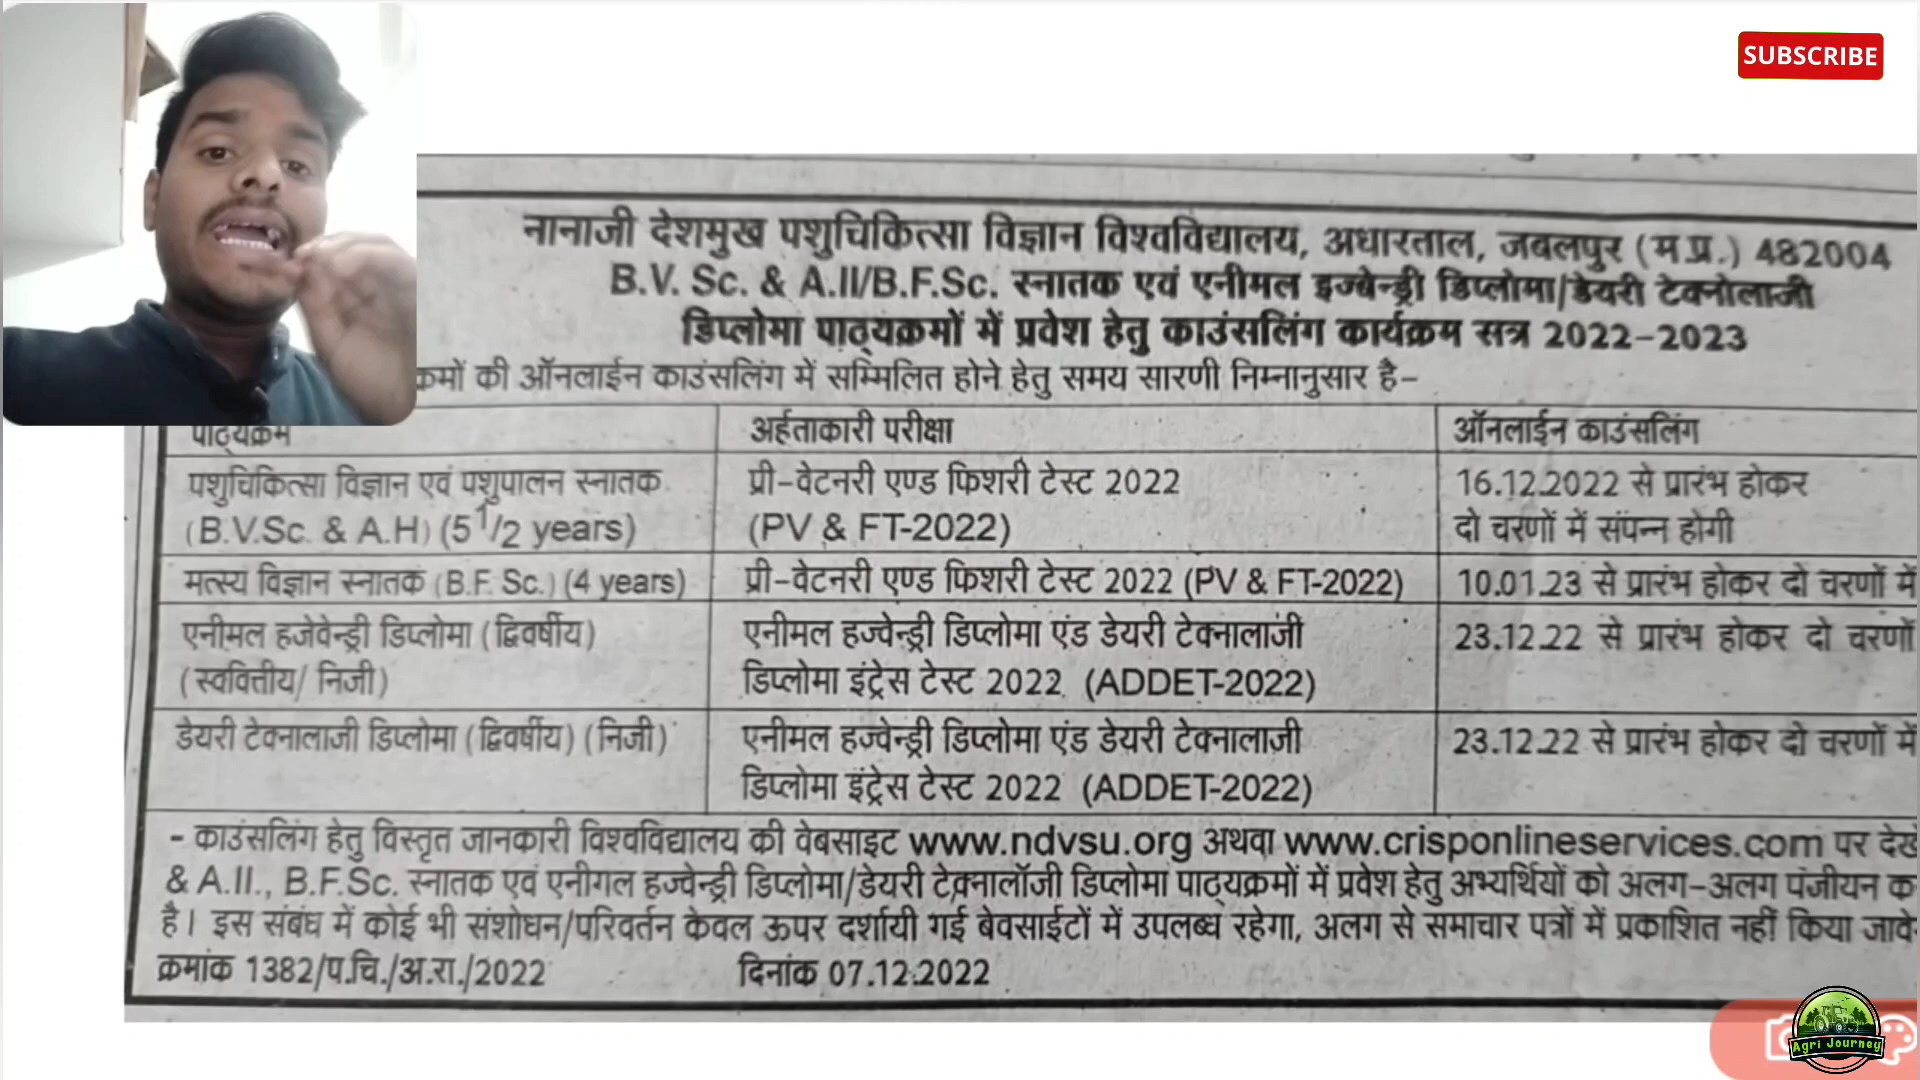 SUBSCRIBE
नानाजी देशमुख पशुचिकित्सा विज्ञान विश्वविद्यालय, अधारताल, जबलपुर (म.प्र.) 482004
B.V. Sc. & A.II/B.F.Sc. स्नातक एवं एनीमल हज्वेन्ड्री डिप्लोमा/डेयरी टेक्नोलाजी
डिप्लोमा पाठ्यक्रमों में प्रवेश हेतु काउंसलिंग कार्यक्रम सत्र 2022-2023
क्रमों की ऑनलाईन काउंसलिंग में सम्मिलित होने हेतु समय सारणी निम्नानुसार है-
पाठ्यक्रम अर्हताकारी परीक्षा ऑनलाईन काउंसलिंग
पशुचिकित्सा विज्ञान एवं पशुपालन स्नातक प्री-वेटनरी एण्ड फिशरी टेस्ट 2022 16.12.2022 से प्रारंभ होकर
(B.V.Sc. & A.H) (5 1/2 years) (PV & FT-2022) दो चरणों में संपन्न होगी
मत्स्य विज्ञान स्नातक (B.F. Sc.) (4 years) प्री-वेटनरी एण्ड फिशरी टेस्ट 2022 (PV & FT-2022) 10.01.23 से प्रारंभ होकर दो चरणों में
एनीमल हजेवेन्ड्री डिप्लोमा (द्विवर्षीय) एनीमल हज्वेन्ड्री डिप्लोमा एंड डेयरी टेक्नालाजी 23.12.22 से प्रारंभ होकर दो चरणों
(स्ववित्तीय/ निजी) डिप्लोमा इंट्रेस टेस्ट 2022 (ADDET-2022)
डेयरी टेक्नालाजी डिप्लोमा (द्विवर्षीय) (निजी) एनीमल हज्वेन्ड्री डिप्लोमा एंड डेयरी टेक्नालाजी 23.12.22 से प्रारंभ होकर दो चरणों में
डिप्लोमा इंट्रेस टेस्ट 2022 (ADDET-2022)
- काउंसलिंग हेतु विस्तृत जानकारी विश्वविद्यालय की वेबसाइट www.ndvsu.org अथवा www.crisponlineservices.com पर
& A.II., B.F.Sc. स्नातक एवं एनीगल हज्वेन्ड्री डिप्लोमा/डेयरी टेक्नालॉजी डिप्लोमा पाठ्यक्रमों में प्रवेश हेतु अभ्यर्थियों को अलग-अलग पंजीयन
है। इस संबंध में कोई भी संशोधन/परिवर्तन केवल ऊपर दर्शायी गई बेवसाईटों में उपलब्ध रहेगा, अलग से समाचार पत्रों में प्रकाशित नहीं किया
क्रमांक 1382/प.चि./अ.रा./2022 दिनांक 07.12.2022
Agri Journey